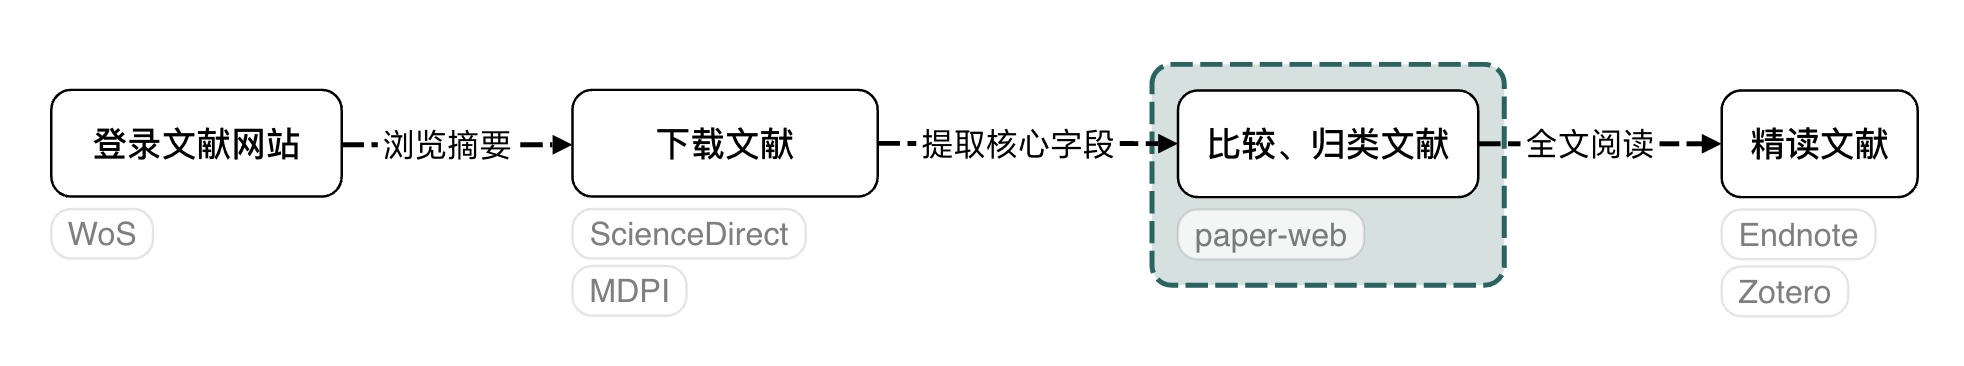 登录文献网站
浏览摘要
下载文献
提取核心字段
比较、归类文献
全文阅读
精读文献
WoS
ScienceDirect
MDPI
paper-web
Endnote
Zotero